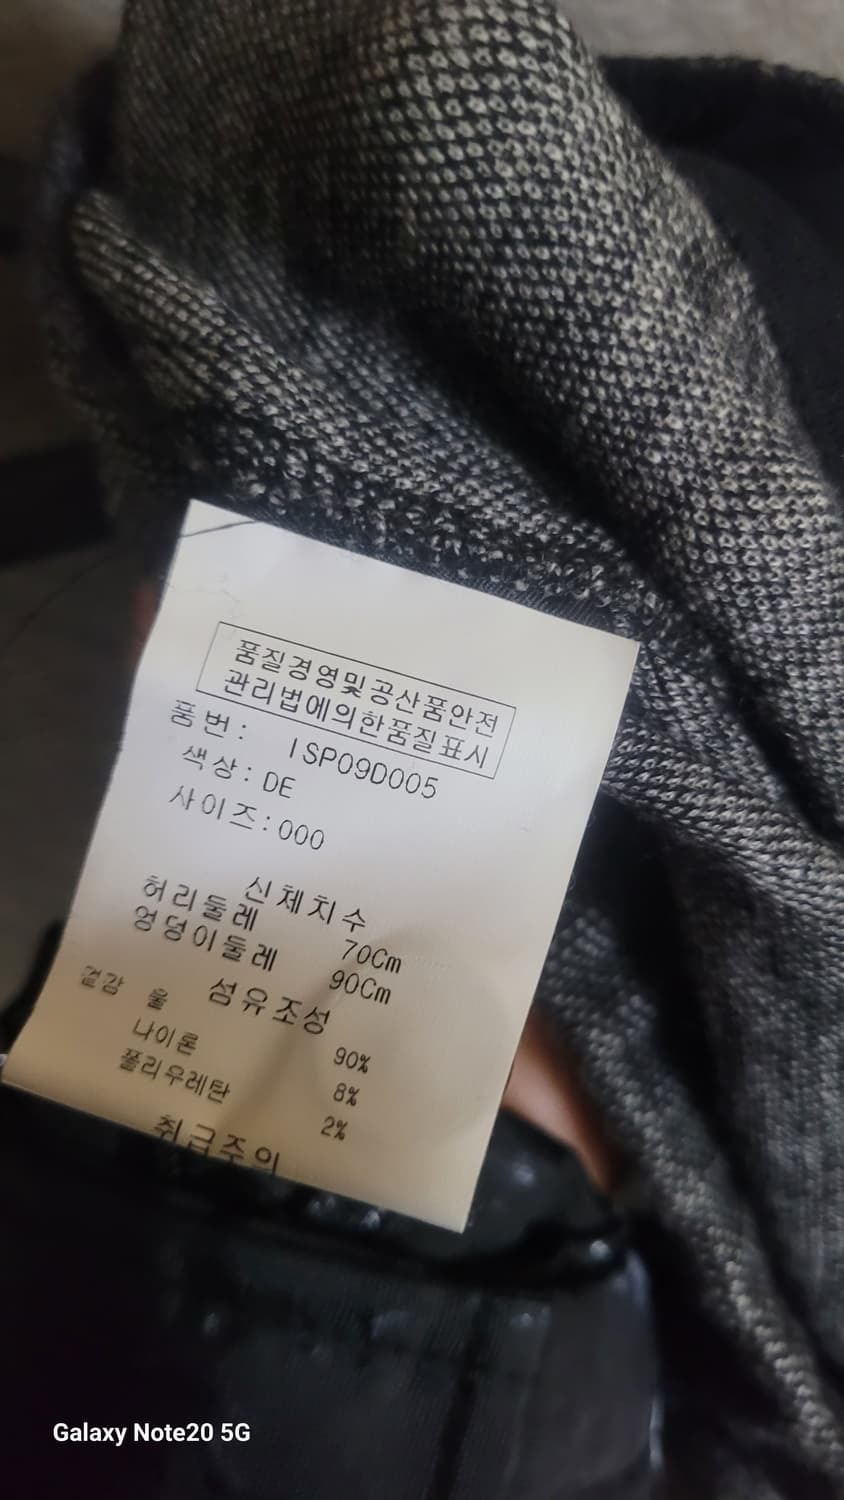 품질경영및공산품안전
관리법에의한품질표시
품번: ISP09D005
색상: DE
사이즈: 000
신체치수
허리둘레 70Cm
엉덩이둘레 90Cm
섬유조성
겉감 울 90%
나이론 8%
폴리우레탄 2%
취급주의
Galaxy Note20 5G